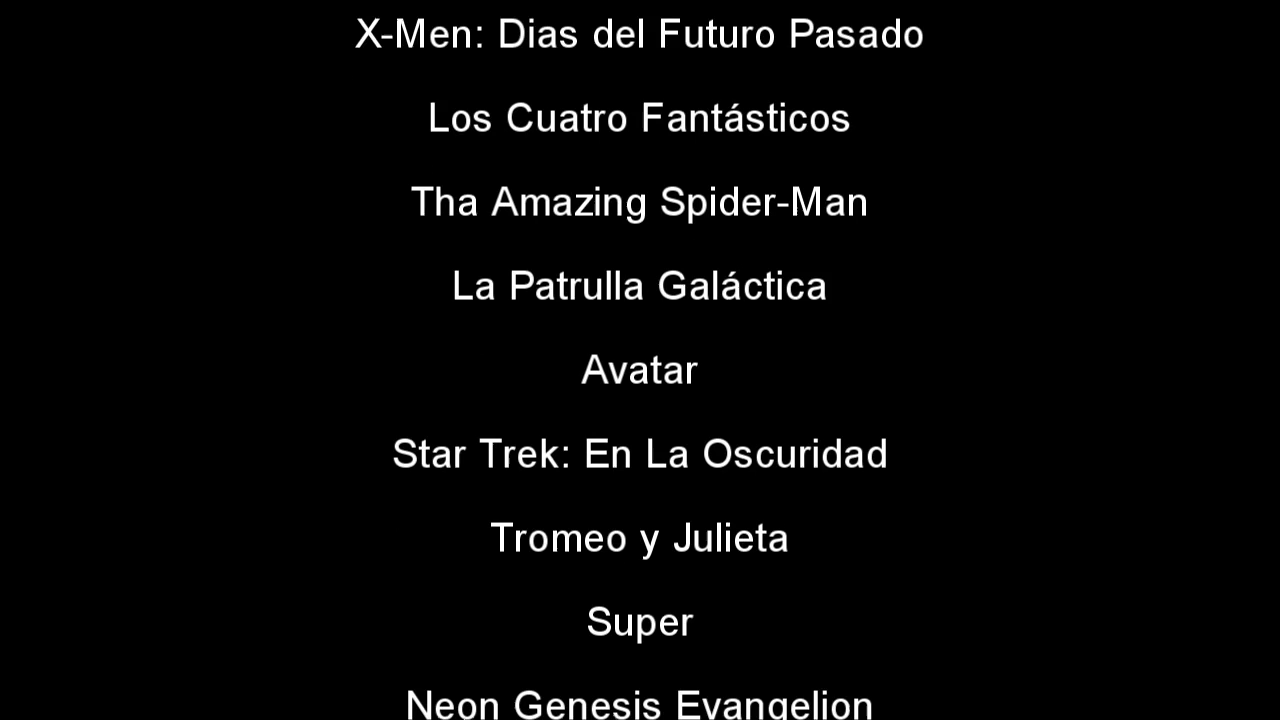 X-Men: Dias del Futuro Pasado
Los Cuatro Fantásticos
Tha Amazing Spider-Man
La Patrulla Galáctica
Avatar
Star Trek: En La Oscuridad
Tromeo y Julieta
Super
Neon Genesis Evangelion